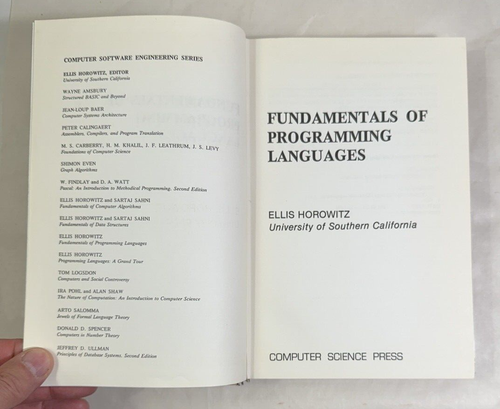 COMPUTER SOFTWARE ENGINEERING SERIES
ELLIS HOROWITZ, EDITOR
University of Southern California
WAYNE AMSBURY
Structured BASIC and Beyond
JEAN-LOUP BAER
Computer Systems Architecture
PETER CALINGAERT
Assemblers, Compilers, and Program Translation
M. S. CARBERRY, H. M. KHALIL, J. F. LEATHRUM, J. S. LEVY
Foundations of Computer Science
SHIMON EVEN
Graph Algorithms
W. FINDLAY and D. A. WATT
Pascal: An Introduction to Methodical Programming, Second Edition
ELLIS HOROWITZ and SARTAJ SAHNI
Fundamentals of Computer Algorithms
ELLIS HOROWITZ and SARTAJ SAHNI
Fundamentals of Data Structures
ELLIS HOROWITZ
Fundamentals of Programming Languages
ELLIS HOROWITZ
Programming Languages: A Grand Tour
TOM LOGSDON
Computers and Social Controversy
IRA POHL and ALAN SHAW
The Nature of Computation: An Introduction to Computer Science
ARTO SALOMMA
Jewels of Formal Language Theory
DONALD D. SPENCER
Computers in Number Theory
JEFFREY D. ULLMAN
Principles of Database Systems, Second Edition
FUNDAMENTALS OF
PROGRAMMING
LANGUAGES
ELLIS HOROWITZ
University of Southern California
COMPUTER SCIENCE PRESS